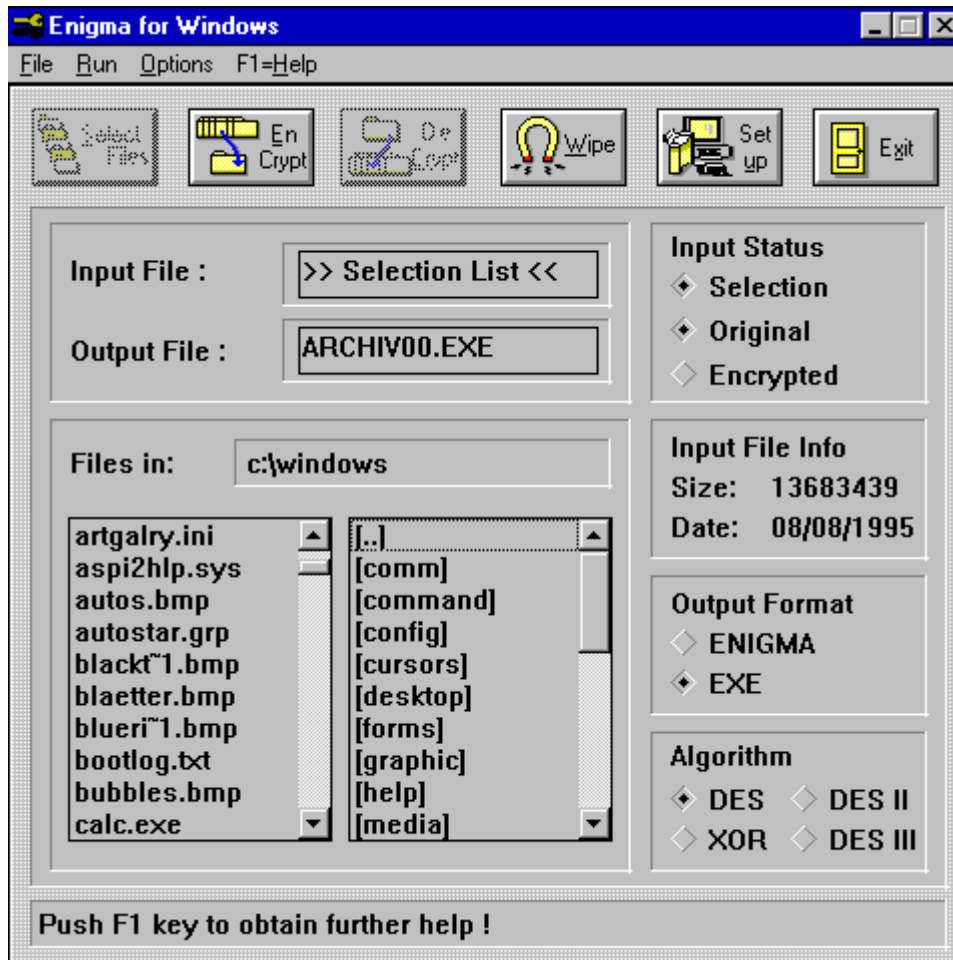 Enigma for Windows
File Run Options F1=Help
Select Files
En Crypt
De Crypt
Wipe
Set up
Exit
Input File :
>> Selection List <<
Output File :
ARCHIV00.EXE
Input Status
Selection
Original
Encrypted
Files in:
c:\windows
artgalry.ini
aspi2hlp.sys
autos.bmp
autostar.grp
blackt~1.bmp
blaetter.bmp
blueri~1.bmp
bootlog.txt
bubbles.bmp
calc.exe
[..]
[comm]
[command]
[config]
[cursors]
[desktop]
[forms]
[graphic]
[help]
[media]
Input File Info
Size: 13683439
Date: 08/08/1995
Output Format
ENIGMA
EXE
Algorithm
DES DES II
XOR DES III
Push F1 key to obtain further help !